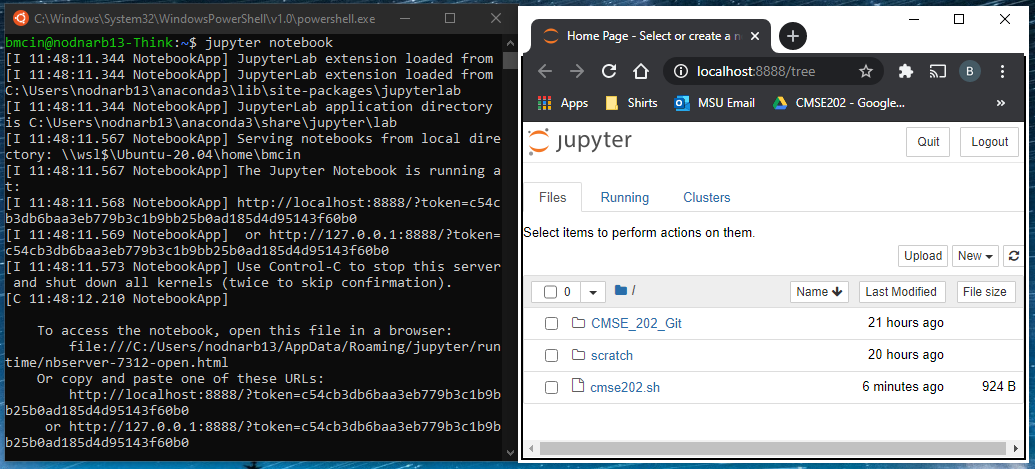 C:\Windows\System32\WindowsPowerShell\v1.0\powershell.exe
bmcin@nodnarb13-Think:~$ jupyter notebook
[I 11:48:11.344 NotebookApp] JupyterLab extension loaded from
[I 11:48:11.344 NotebookApp] JupyterLab extension loaded from
C:\Users\nodnarb13\anaconda3\lib\site-packages\jupyterlab
[I 11:48:11.344 NotebookApp] JupyterLab application directory
is C:\Users\nodnarb13\anaconda3\share\jupyter\lab
[I 11:48:11.567 NotebookApp] Serving notebooks from local dire
ctory: \\wsl$\Ubuntu-20.04\home\bmcin
[I 11:48:11.567 NotebookApp] The Jupyter Notebook is running a
t:
[I 11:48:11.568 NotebookApp] http://localhost:8888/?token=c54c
b3db6baa3eb779b3c1b9bb25b0ad185d4d95143f60b0
[I 11:48:11.569 NotebookApp]  or http://127.0.0.1:8888/?token=
c54cb3db6baa3eb779b3c1b9bb25b0ad185d4d95143f60b0
[I 11:48:11.573 NotebookApp] Use Control-C to stop this server
 and shut down all kernels (twice to skip confirmation).
[C 11:48:12.210 NotebookApp]
To access the notebook, open this file in a browser:
file:///C:/Users/nodnarb13/AppData/Roaming/jupyter/run
time/nbserver-7312-open.html
Or copy and paste one of these URLs:
http://localhost:8888/?token=c54cb3db6baa3eb779b3c1b9b
b25b0ad185d4d95143f60b0
or http://127.0.0.1:8888/?token=c54cb3db6baa3eb779b3c1b9b
b25b0ad185d4d95143f60b0
Home Page - Select or create a n
localhost:8888/tree
B
Apps Shirts MSU Email CMSE202 - Google... »
jupyter Quit Logout
Files Running Clusters
Select items to perform actions on them.
Upload New
0 / Name Last Modified File size
CMSE_202_Git 21 hours ago
scratch 20 hours ago
cmse202.sh 6 minutes ago 924 B